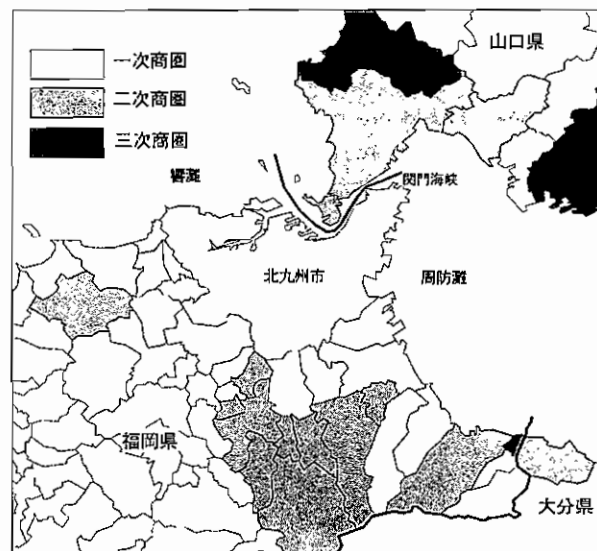 一次商圏
二次商圏
三次商圏
山口県
響灘
関門海峡
北九州市
周防灘
福岡県
大分県